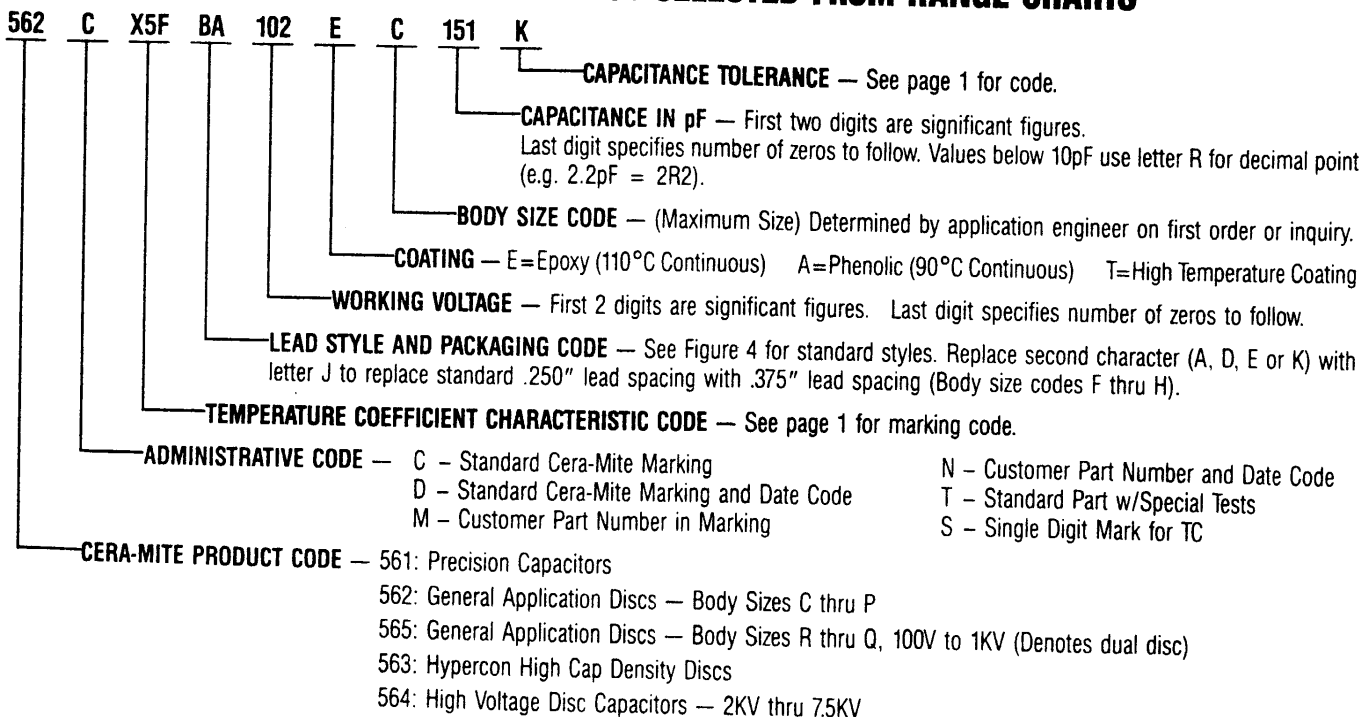 SELECTED FROM RANGE CHARTS
562 C X5F BA 102 E C 151 K
CAPACITANCE TOLERANCE — See page 1 for code.
CAPACITANCE IN pF — First two digits are significant figures.
Last digit specifies number of zeros to follow. Values below 10pF use letter R for decimal point
(e.g. 2.2pF = 2R2).
BODY SIZE CODE — (Maximum Size) Determined by application engineer on first order or inquiry.
COATING — E=Epoxy (110°C Continuous) A=Phenolic (90°C Continuous) T=High Temperature Coating
WORKING VOLTAGE — First 2 digits are significant figures. Last digit specifies number of zeros to follow.
LEAD STYLE AND PACKAGING CODE — See Figure 4 for standard styles. Replace second character (A, D, E or K) with
letter J to replace standard .250" lead spacing with .375" lead spacing (Body size codes F thru H).
TEMPERATURE COEFFICIENT CHARACTERISTIC CODE — See page 1 for marking code.
ADMINISTRATIVE CODE — C – Standard Cera-Mite Marking N – Customer Part Number and Date Code
D – Standard Cera-Mite Marking and Date Code T – Standard Part w/Special Tests
M – Customer Part Number in Marking S – Single Digit Mark for TC
CERA-MITE PRODUCT CODE — 561: Precision Capacitors
562: General Application Discs — Body Sizes C thru P
565: General Application Discs — Body Sizes R thru Q, 100V to 1KV (Denotes dual disc)
563: Hypercon High Cap Density Discs
564: High Voltage Disc Capacitors — 2KV thru 7.5KV